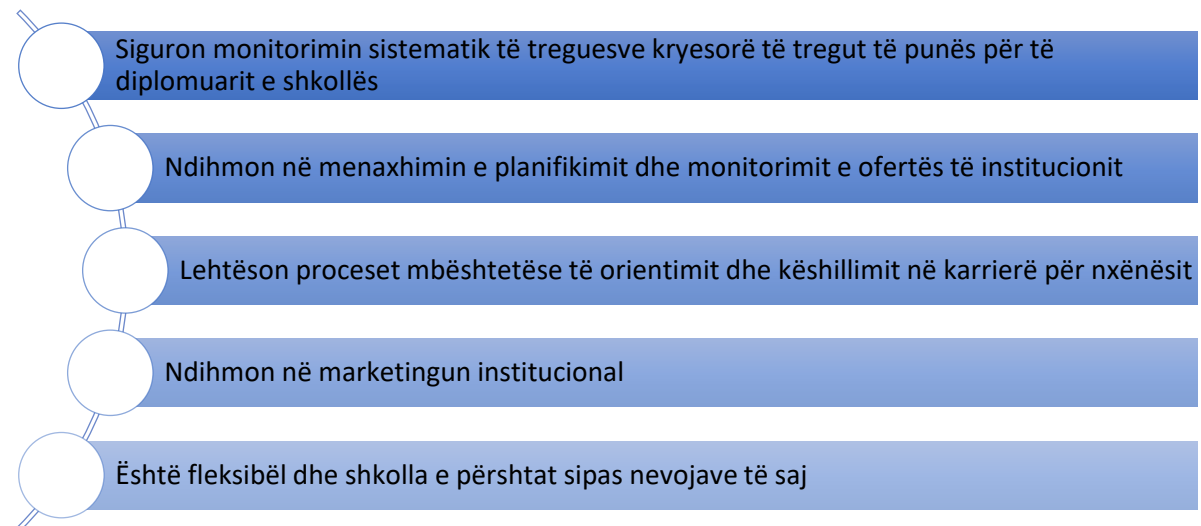 Siguron monitorimin sistematik të treguesve kryesorë të tregut të punës për të
diplomuarit e shkollës
Ndihmon në menaxhimin e planifikimit dhe monitorimit e ofertës të institucionit
Lehtëson proceset mbështetëse të orientimit dhe këshillimit në karrierë për nxënësit
Ndihmon në marketingun institucional
Është fleksibël dhe shkolla e përshtat sipas nevojave të saj